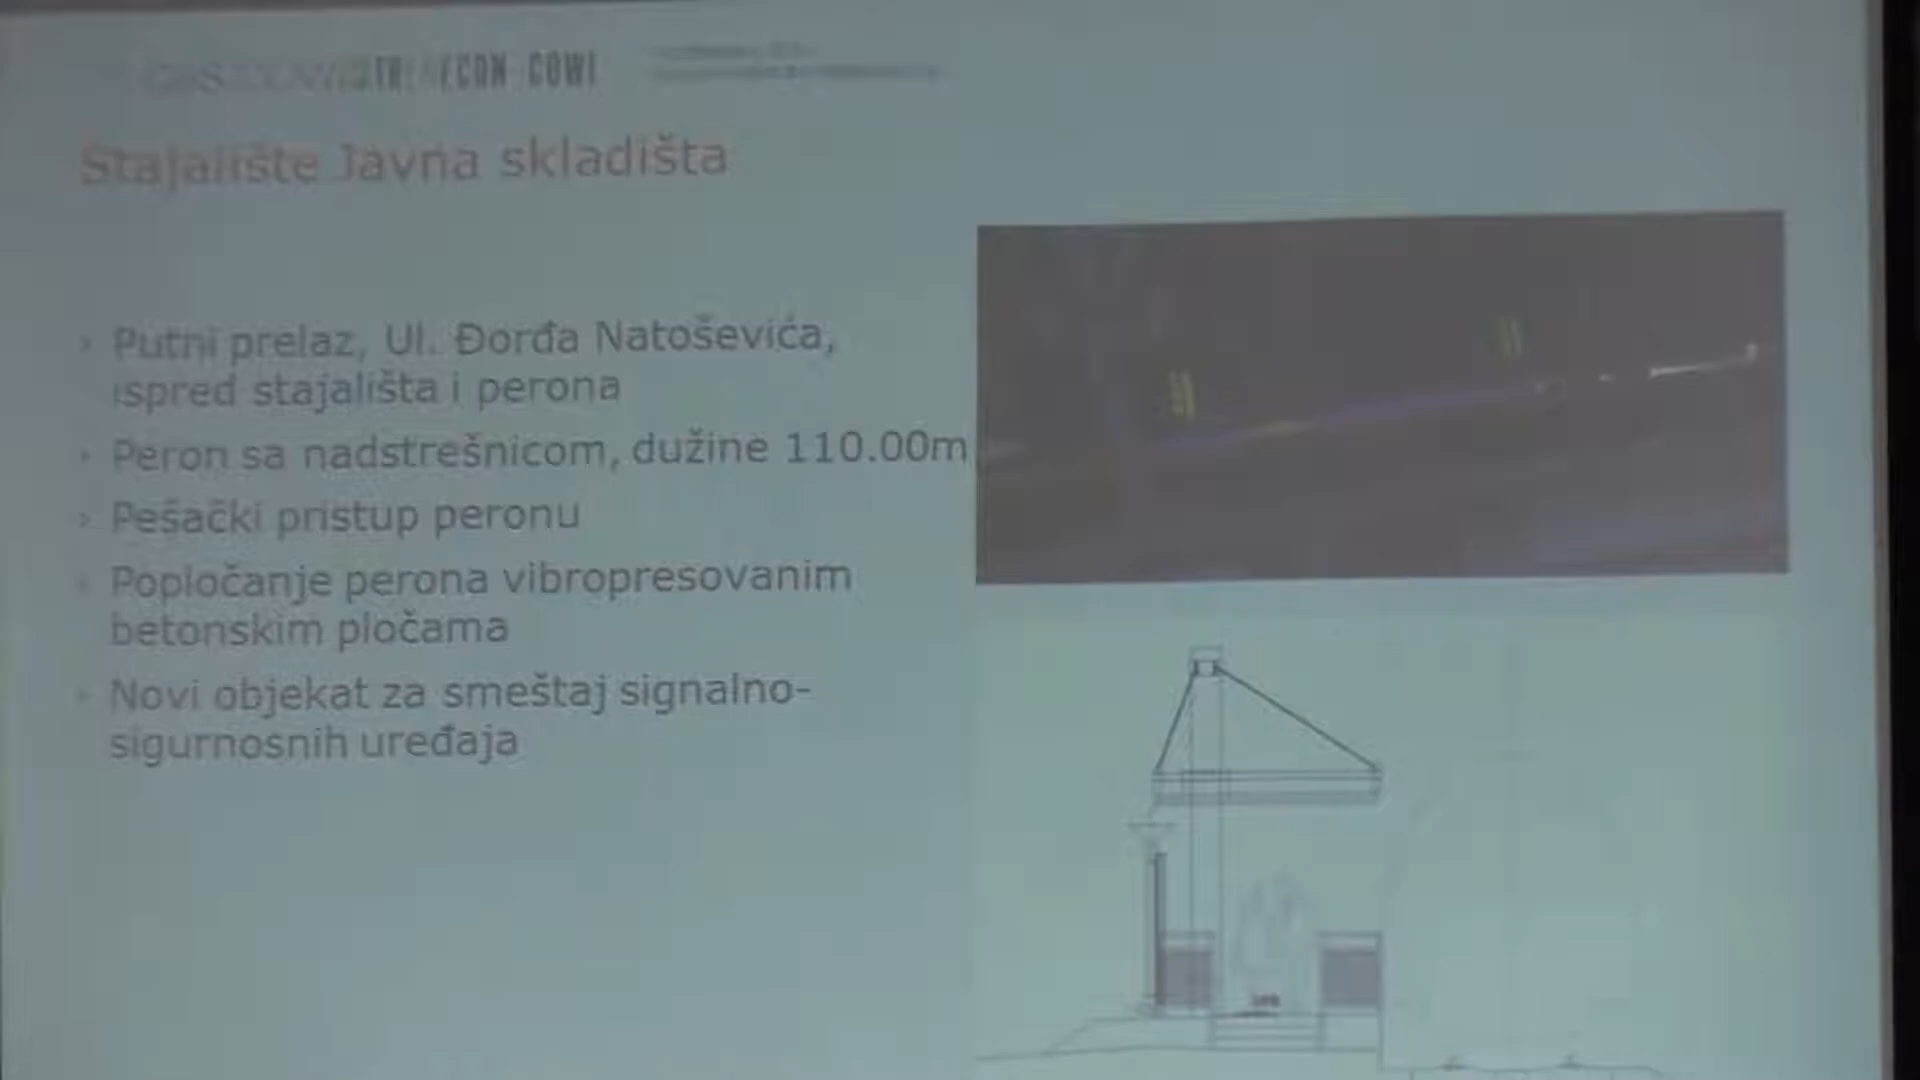 COWI
Stajalište Javna skladišta
Putni prelaz, Ul. Đorđa Natoševića,
ispred stajališta i perona
Peron sa nadstrešnicom, dužine 110.00m
Pešački pristup peronu
Popločanje perona vibropresovanim
betonskim pločama
Novi objekat za smeštaj signalno-
sigurnosnih uređaja